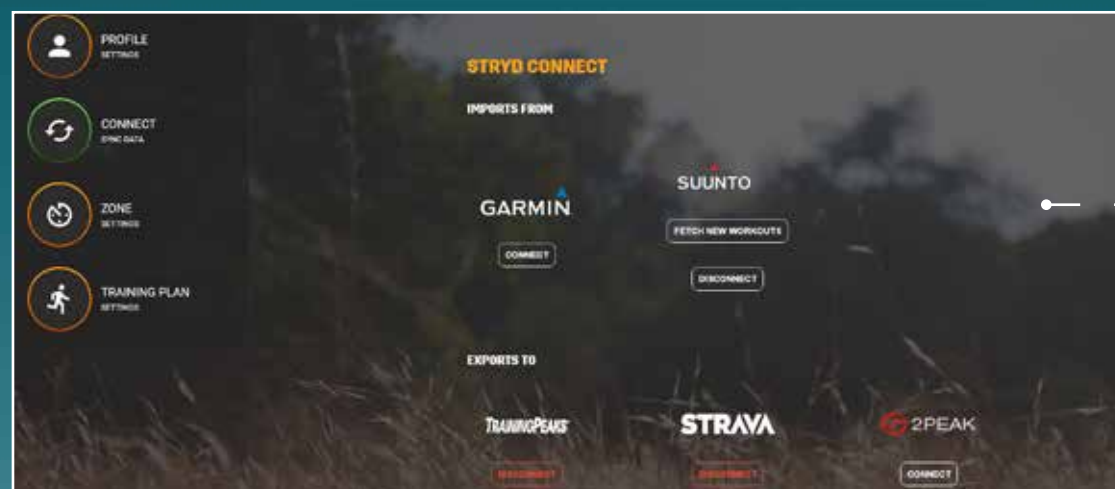 PROFILE
SETTINGS
CONNECT
SYNC DATA
ZONE
SETTINGS
TRAINING PLAN
SETTINGS
STRYD CONNECT
IMPORTS FROM
GARMIN
CONNECT
SUUNTO
FETCH NEW WORKOUTS
DISCONNECT
EXPORTS TO
TRAININGPEAKS
DISCONNECT
STRAVA
DISCONNECT
2PEAK
CONNECT